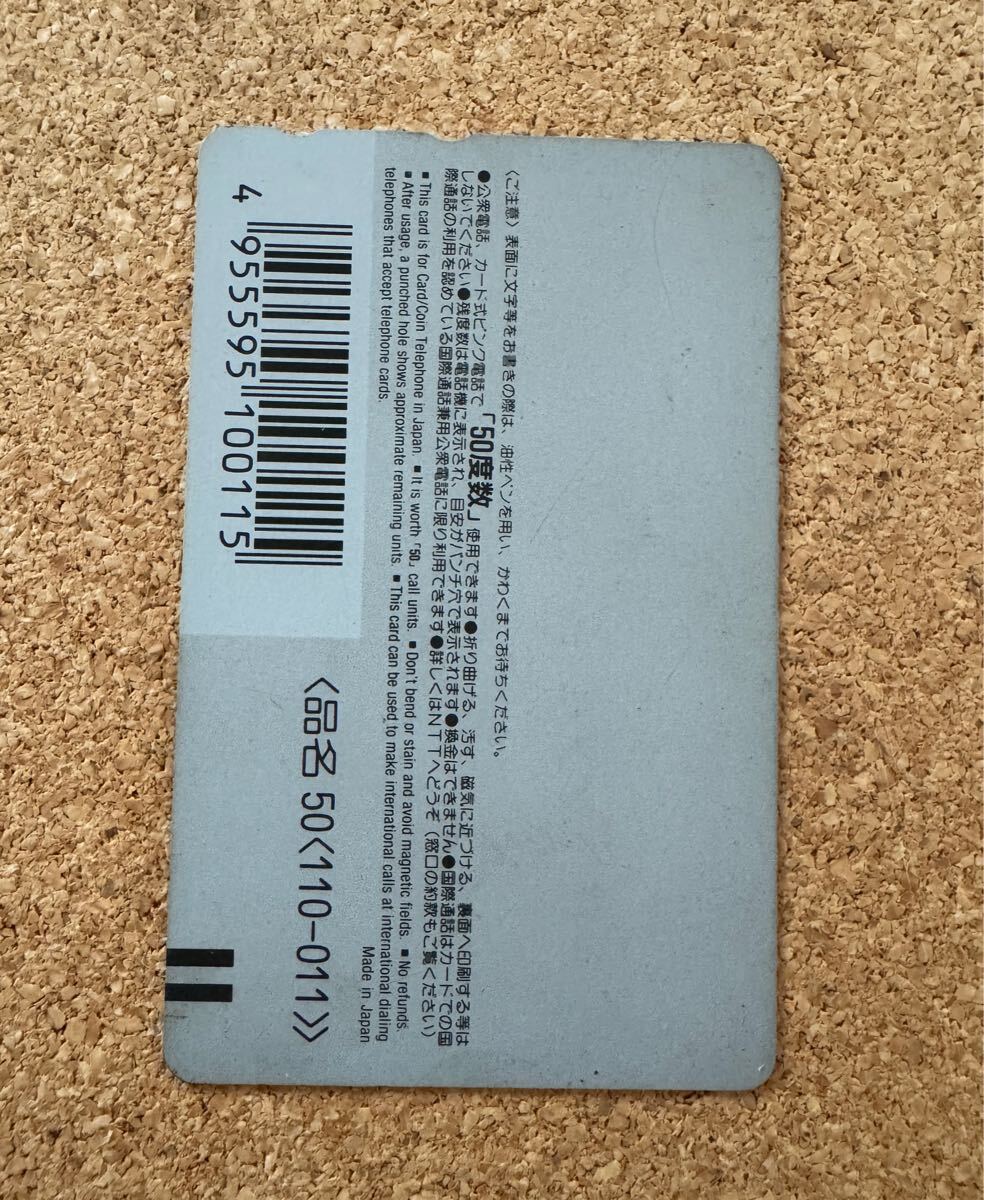 〈ご注意〉表面に文字等をお書きの際は、油性ペンを用い、かわくまでお待ちください。
●公衆電話、カード式ピンク電話で「50度数」使用できます●折り曲げる、汚す、磁気に近づける、裏面へ印刷する等は
しないでください●残度数は電話機に表示され、目安がパンチ穴で表示されます●換金はできません●国際通話はカードでの国
際通話の利用を認めている国際通話兼用公衆電話に限り利用できます●詳しくはNTTへどうぞ（窓口の約款もご覧ください）
■This card is for Card/Coin Telephone in Japan. ■It is worth「50」call units. ■Don't bend or stain and avoid magnetic fields. ■No refunds.
■After usage, a punched hole shows approximate remaining units. ■This card can be used to make international calls at international dialing
telephones that accept telephone cards.
Made in Japan
4 955595 100115
〈品名 50〈110-011〉〉